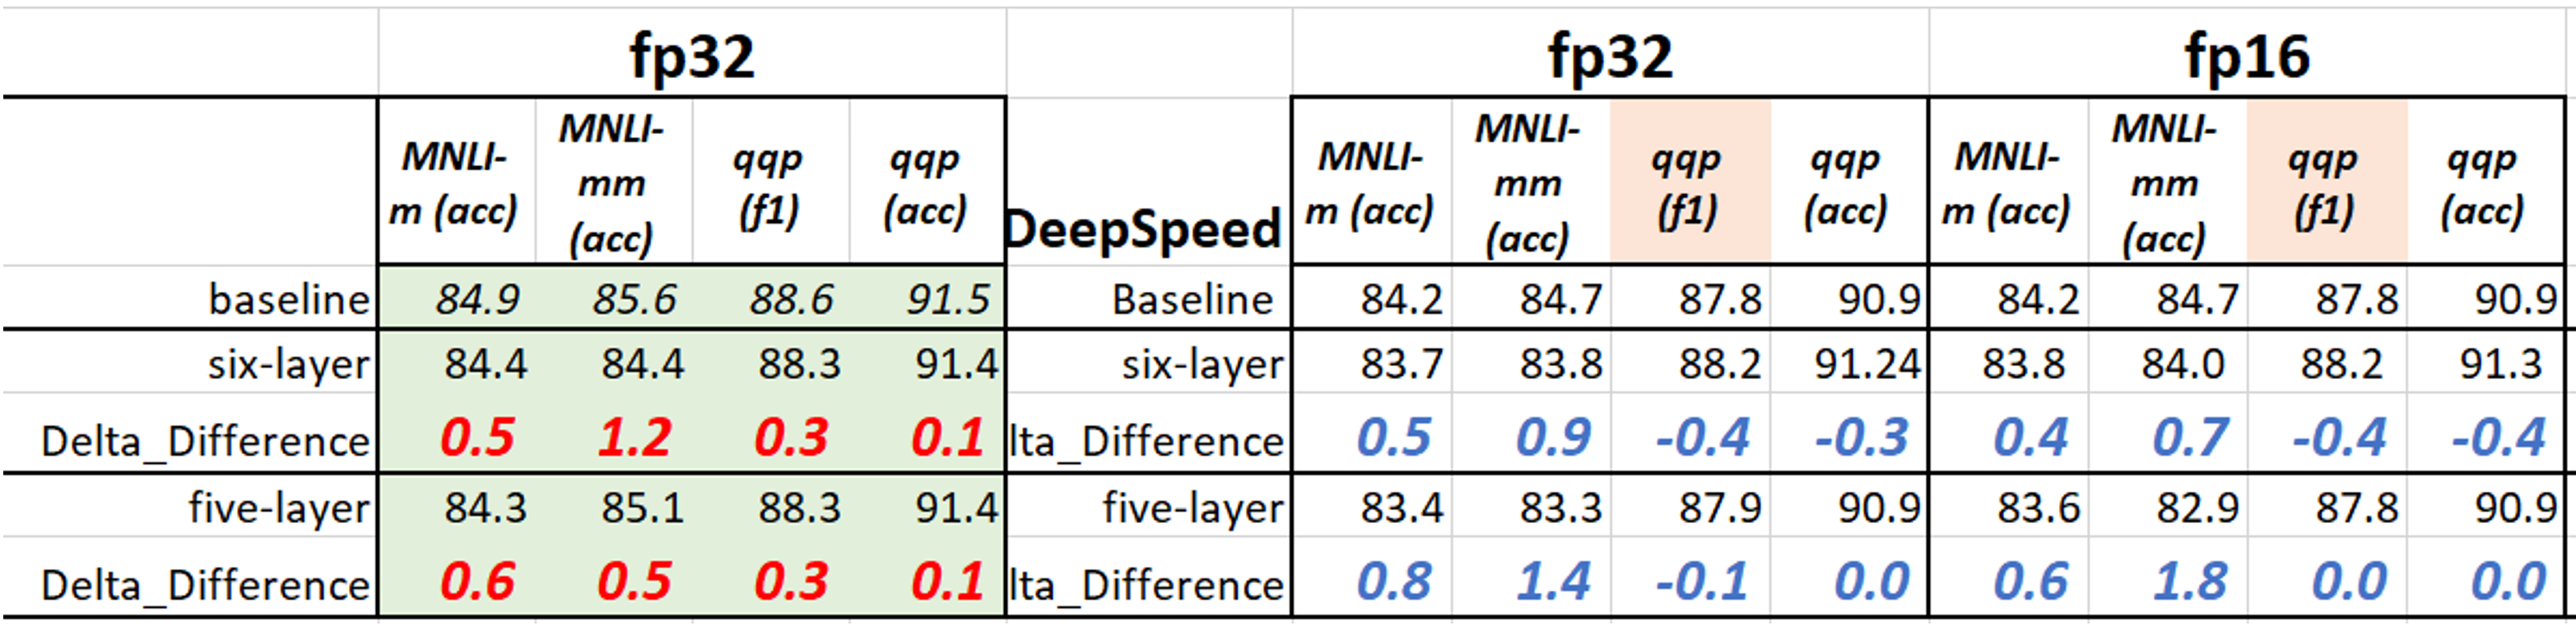 fp32 fp32 fp16
MNLI-m (acc) MNLI-mm (acc) qqp (f1) qqp (acc) DeepSpeed MNLI-m (acc) MNLI-mm (acc) qqp (f1) qqp (acc) MNLI-m (acc) MNLI-mm (acc) qqp (f1) qqp (acc)
baseline 84.9 85.6 88.6 91.5 Baseline 84.2 84.7 87.8 90.9 84.2 84.7 87.8 90.9
six-layer 84.4 84.4 88.3 91.4 six-layer 83.7 83.8 88.2 91.24 83.8 84.0 88.2 91.3
Delta_Difference 0.5 1.2 0.3 0.1 lta_Difference 0.5 0.9 -0.4 -0.3 0.4 0.7 -0.4 -0.4
five-layer 84.3 85.1 88.3 91.4 five-layer 83.4 83.3 87.9 90.9 83.6 82.9 87.8 90.9
Delta_Difference 0.6 0.5 0.3 0.1 lta_Difference 0.8 1.4 -0.1 0.0 0.6 1.8 0.0 0.0